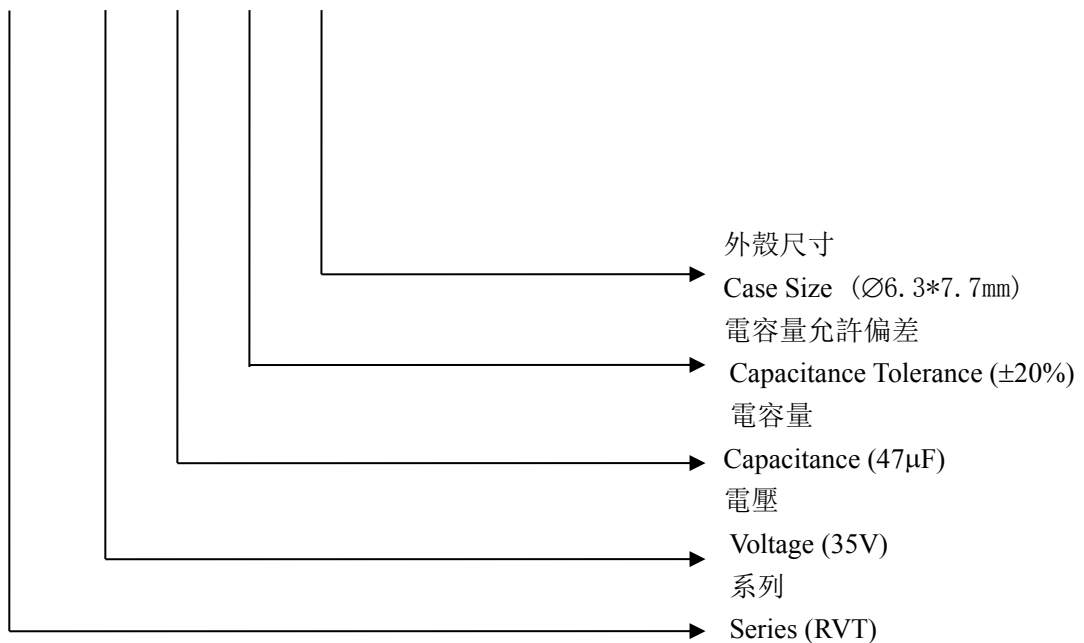 外殼尺寸
Case Size (∅6.3*7.7mm)
電容量允許偏差
Capacitance Tolerance (±20%)
電容量
Capacitance (47μF)
電壓
Voltage (35V)
系列
Series (RVT)